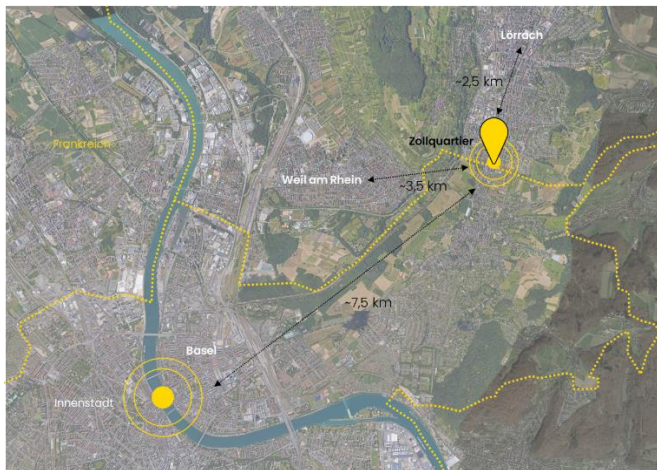 Lörrach
~2,5 km
Zollquartier
Frankreich
Weil am Rhein
~3,5 km
~7,5 km
Basel
Innenstadt